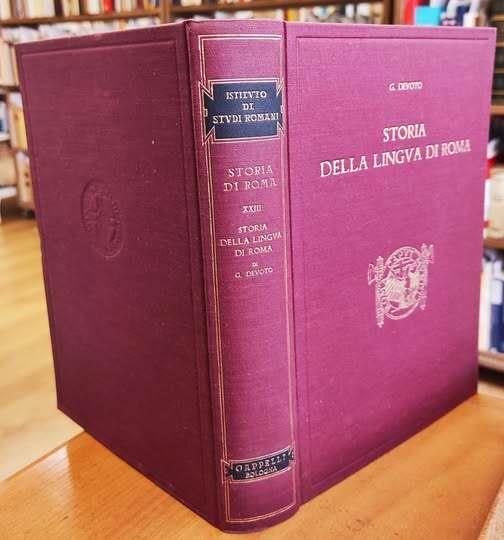 ISTITVTO
DI
STVDI ROMANI
STORIA
DI ROMA
XXIII
STORIA
DELLA LINGVA
DI ROMA
DI
G. DEVOTO
CAPPELLI
BOLOGNA
G. DEVOTO
STORIA
DELLA LINGVA DI ROMA